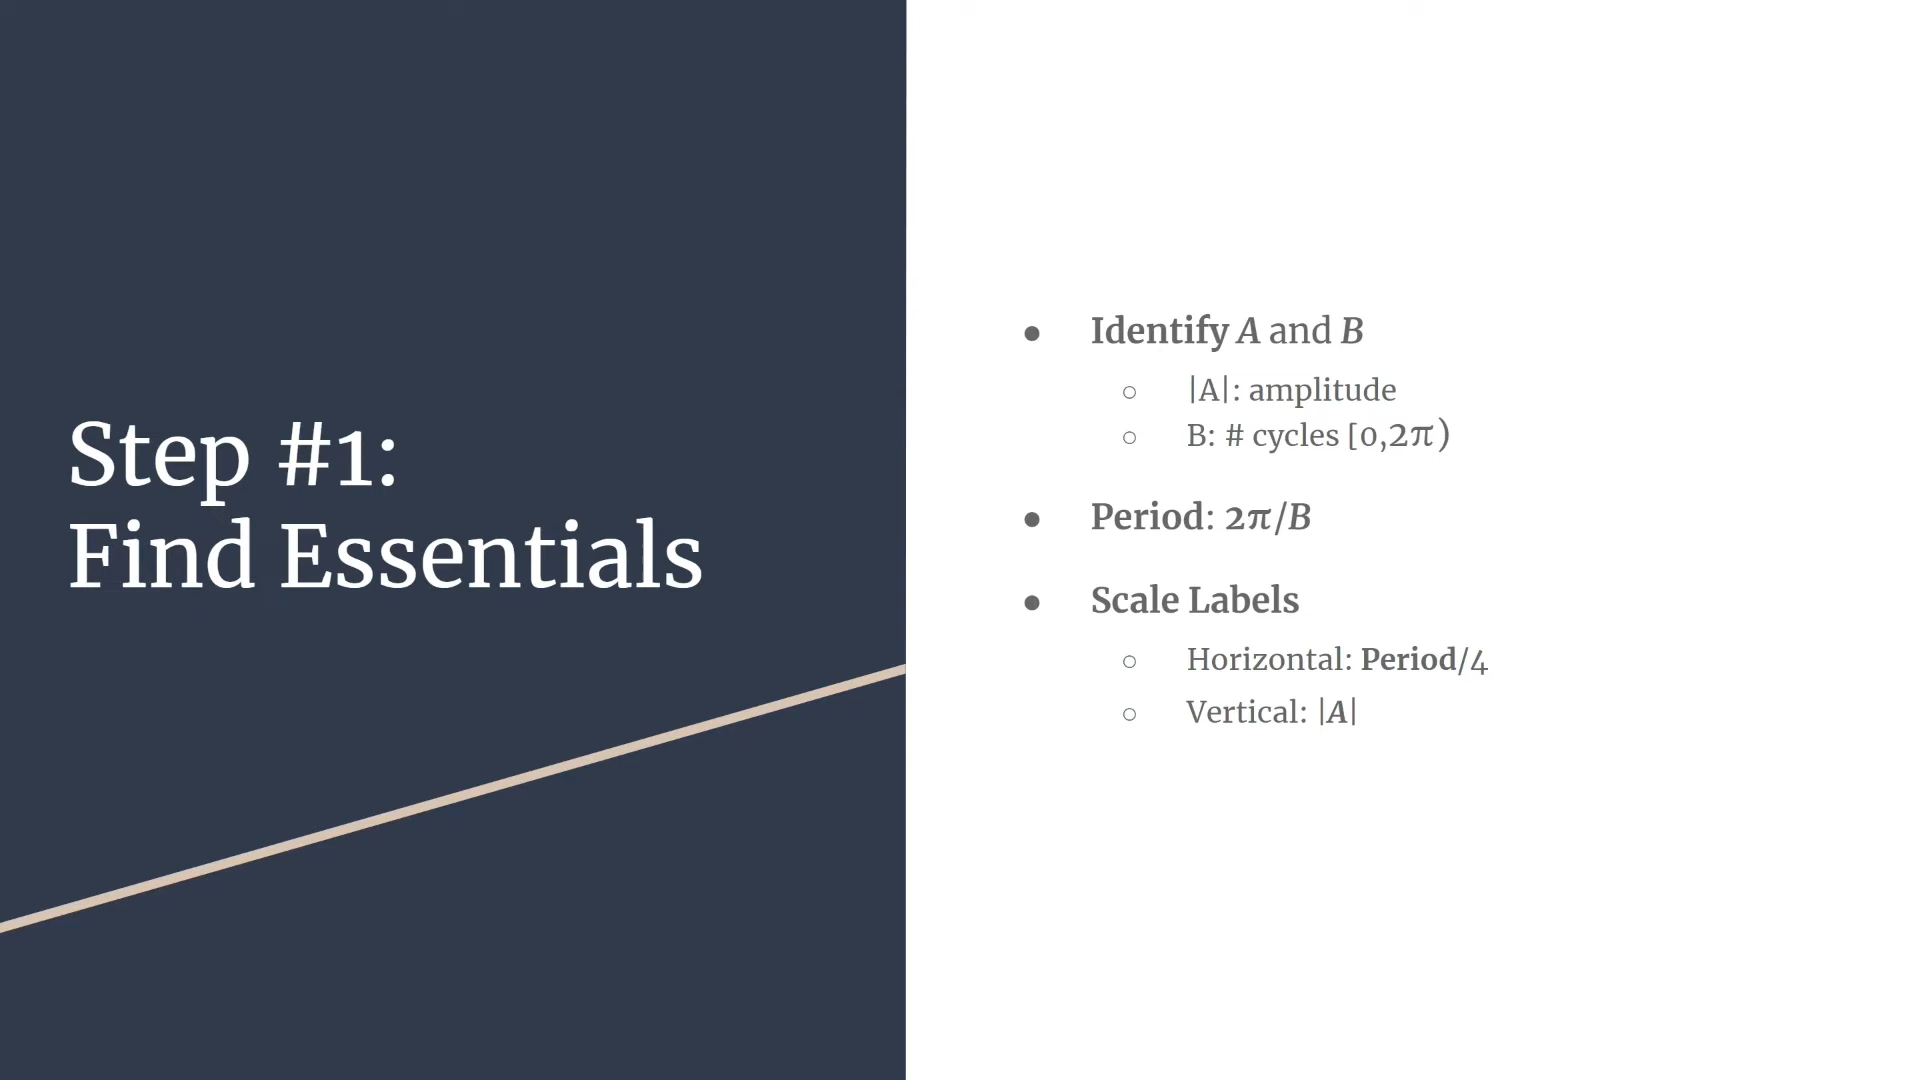 Step #1:
Find Essentials
● Identify A and B
○ |A|: amplitude
○ B: # cycles [0,2π)
● Period: 2π/B
● Scale Labels
○ Horizontal: Period/4
○ Vertical: |A|